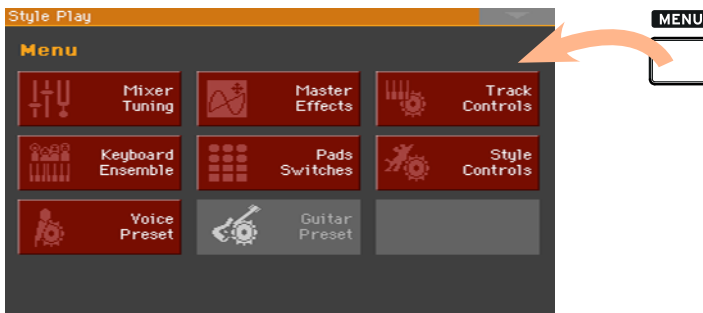 Style Play
MENU
Menu
Mixer
Tuning
Master
Effects
Track
Controls
Keyboard
Ensemble
Pads
Switches
Style
Controls
Voice
Preset
Guitar
Preset